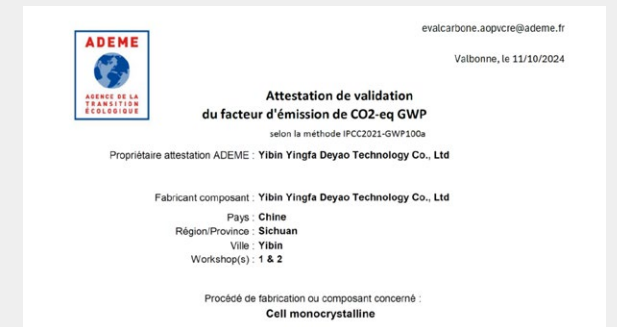 evalcarbone.aopvcre@ademe.fr
ADEME
AGENCE DE LA
TRANSITION
ÉCOLOGIQUE
Valbonne, le 11/10/2024
Attestation de validation
du facteur d'émission de CO2-eq GWP
selon la méthode IPCC2021-GWP100a
Propriétaire attestation ADEME : Yibin Yingfa Deyao Technology Co., Ltd
Fabricant composant : Yibin Yingfa Deyao Technology Co., Ltd
Pays : Chine
Région/Province : Sichuan
Ville : Yibin
Workshop(s) : 1 & 2
Procédé de fabrication ou composant concerné :
Cell monocrystalline